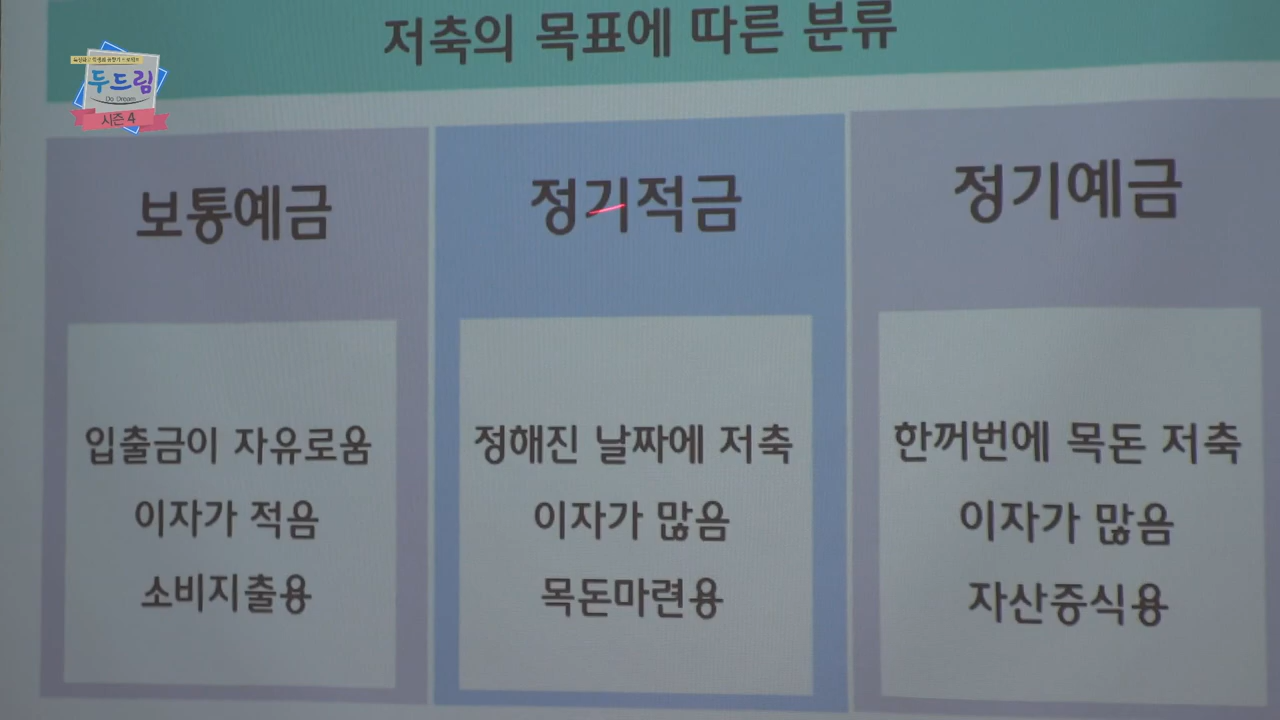 저축의 목표에 따른 분류
두드림
Do Dream
시즌 4
보통예금
입출금이 자유로움
이자가 적음
소비지출용
정기적금
정해진 날짜에 저축
이자가 많음
목돈마련용
정기예금
한꺼번에 목돈 저축
이자가 많음
자산증식용